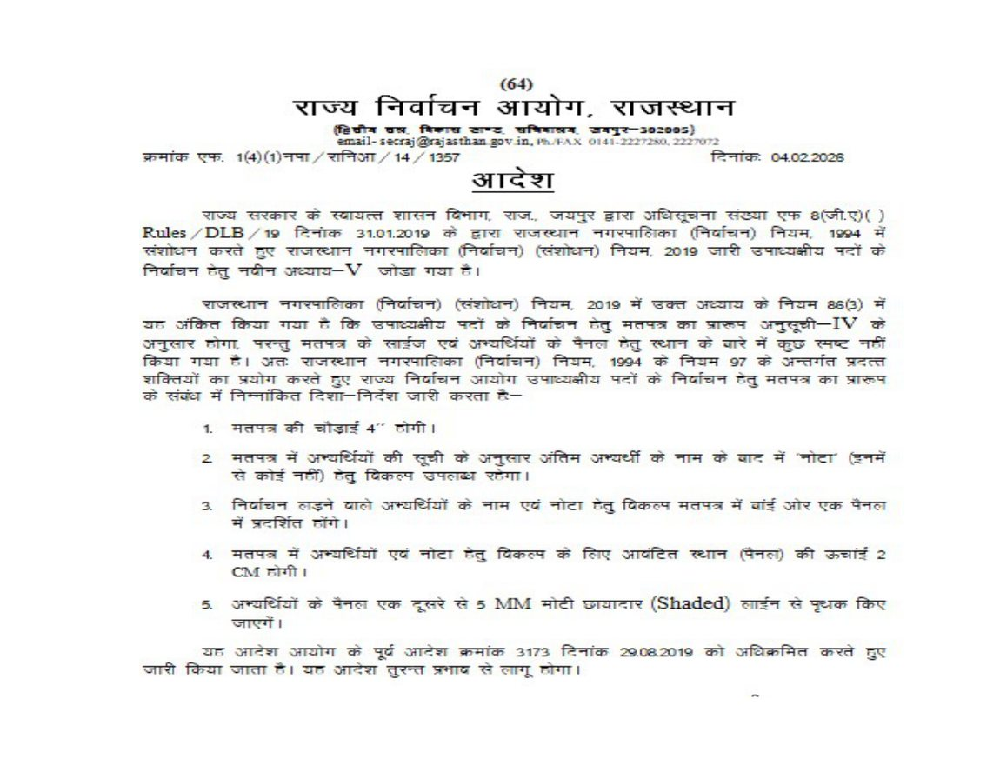 (64)
राज्य निर्वाचन आयोग, राजस्थान
(द्वितीय तल, विकास खण्ड, सचिवालय, जयपुर–302005)
email- secraj@rajasthan.gov.in, Ph./FAX 0141-2227280, 2227072
क्रमांक एफ. 1(4)(1)नपा/रानिआ/14/1357 दिनांकः 04.02.2026
आदेश
राज्य सरकार के स्वायत्त शासन विभाग, राज., जयपुर द्वारा अधिसूचना संख्या एफ 8(जी.ए)( )
Rules/DLB/19 दिनांक 31.01.2019 के द्वारा राजस्थान नगरपालिका (निर्वाचन) नियम, 1994 में
संशोधन करते हुए राजस्थान नगरपालिका (निर्वाचन) (संशोधन) नियम, 2019 जारी उपाध्यक्षीय पदों के
निर्वाचन हेतु नवीन अध्याय–V जोडा गया है।
राजस्थान नगरपालिका (निर्वाचन) (संशोधन) नियम, 2019 में उक्त अध्याय के नियम 86(3) में
यह अंकित किया गया है कि उपाध्यक्षीय पदों के निर्वाचन हेतु मतपत्र का प्रारूप अनुसूची–IV के
अनुसार होगा, परन्तु मतपत्र के साईज एवं अभ्यर्थियों के पैनल हेतु स्थान के बारे में कुछ स्पष्ट नहीं
किया गया है। अतः राजस्थान नगरपालिका (निर्वाचन) नियम, 1994 के नियम 97 के अन्तर्गत प्रदत्त
शक्तियों का प्रयोग करते हुए राज्य निर्वाचन आयोग उपाध्यक्षीय पदों के निर्वाचन हेतु मतपत्र का प्रारूप
के संबंध में निम्नांकित दिशा–निर्देश जारी करता है–
1. मतपत्र की चौड़ाई 4´´ होगी।
2. मतपत्र में अभ्यर्थियों की सूची के अनुसार अंतिम अभ्यर्थी के नाम के बाद में ‘नोटा’ (इनमें
से कोई नहीं) हेतु विकल्प उपलब्ध रहेगा।
3. निर्वाचन लड़ने वाले अभ्यर्थियों के नाम एवं नोटा हेतु विकल्प मतपत्र में बांई ओर एक पैनल
में प्रदर्शित होंगे।
4. मतपत्र में अभ्यर्थियों एवं नोटा हेतु विकल्प के लिए आवंटित स्थान (पैनल) की ऊचांई 2
CM होगी।
5. अभ्यर्थियों के पैनल एक दूसरे से 5 MM मोटी छायादार (Shaded) लाईन से पृथक किए
जाएगें।
यह आदेश आयोग के पूर्व आदेश क्रमांक 3173 दिनांक 29.08.2019 को अधिक्रमित करते हुए
जारी किया जाता है। यह आदेश तुरन्त प्रभाव से लागू होगा।